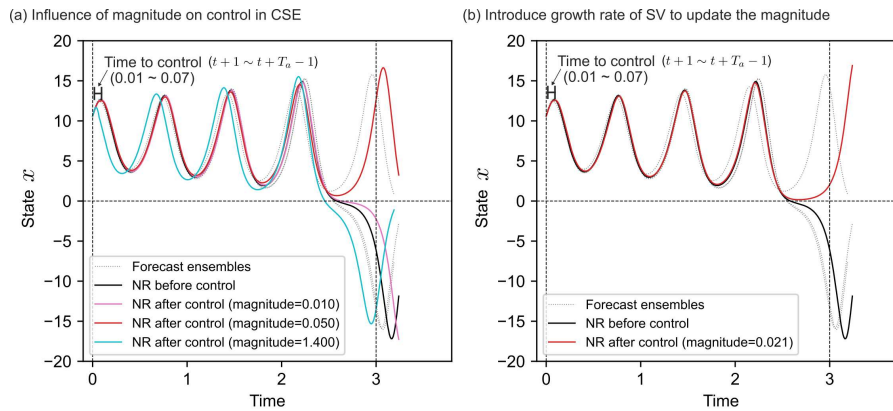 (a) Influence of magnitude on control in CSE
20
15
10
5
0
−5
−10
−15
−20
State x
Time to control (t + 1 ∼ t + Tₐ − 1)
(0.01 ~ 0.07)
Forecast ensembles
NR before control
NR after control (magnitude=0.010)
NR after control (magnitude=0.050)
NR after control (magnitude=1.400)
0 1 2 3
Time
(b) Introduce growth rate of SV to update the magnitude
20
15
10
5
0
−5
−10
−15
−20
State x
Time to control (t + 1 ∼ t + Tₐ − 1)
(0.01 ~ 0.07)
Forecast ensembles
NR before control
NR after control (magnitude=0.021)
0 1 2 3
Time